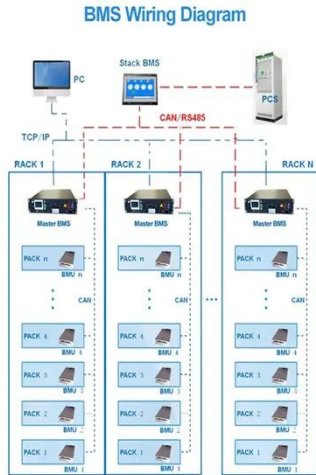 BMS Wiring Diagram
PC
Stack BMS
PCS
CAN/RS485
TCP/IP
RACK 1
RACK 2
RACK N
Master BMS
Master BMS
Master BMS
PACK n
BMU n
PACK n
BMU n
PACK n
BMU n
CAN
CAN
CAN
PACK 4
BMU 4
PACK 4
BMU 4
PACK 4
BMU 4
PACK 3
BMU 3
PACK 3
BMU 3
PACK 3
BMU 3
PACK 2
BMU 2
PACK 2
BMU 2
PACK 2
BMU 2
PACK 1
BMU 1
PACK 1
BMU 1
PACK 1
BMU 1